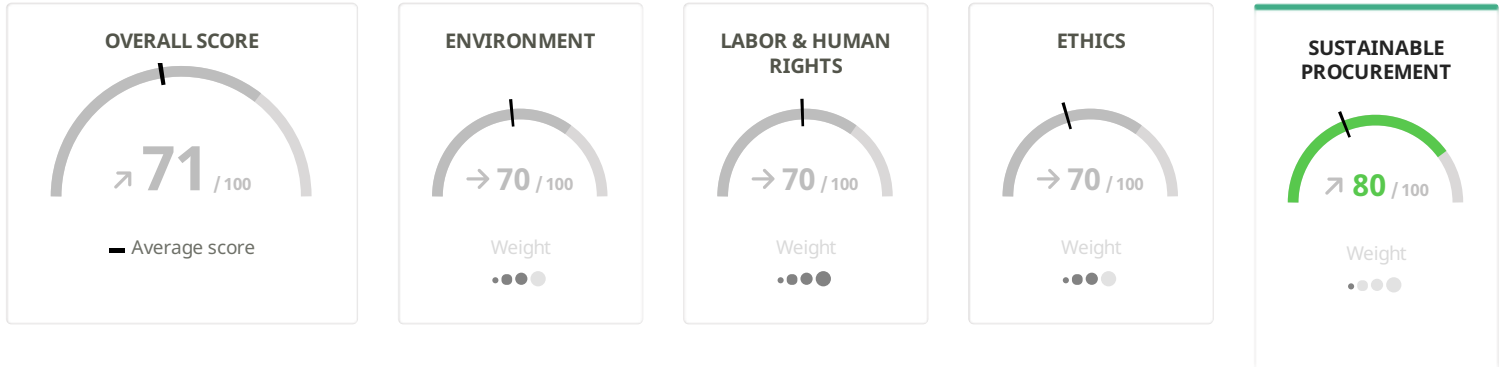 OVERALL SCORE
71 / 100
Average score
ENVIRONMENT
70 / 100
Weight
LABOR & HUMAN
RIGHTS
70 / 100
Weight
ETHICS
70 / 100
Weight
SUSTAINABLE
PROCUREMENT
80 / 100
Weight